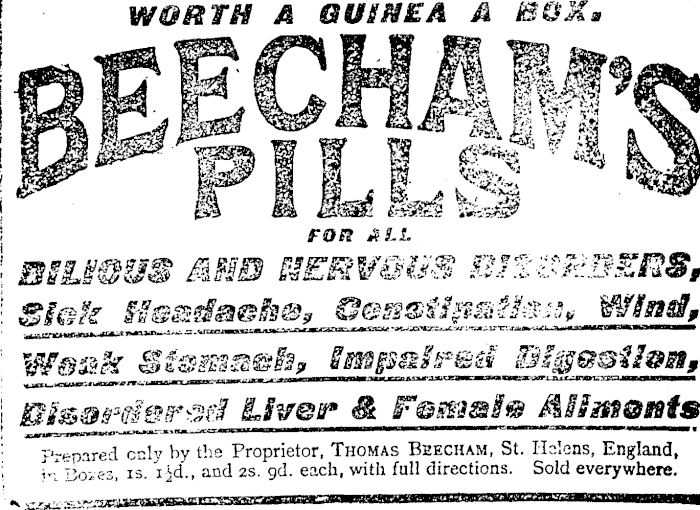 WORTH A GUINEA A BOX.
BEECHAM'S
PILLS
FOR ALL
BILIOUS AND NERVOUS DISORDERS,
Sick Headache, Constipation, Wind,
Weak Stomach, Impaired Digestion,
Disordered Liver & Female Ailments
Prepared only by the Proprietor, THOMAS BEECHAM, St. Helens, England,
in Boxes, 1s. 1½d., and 2s. 9d. each, with full directions. Sold everywhere.